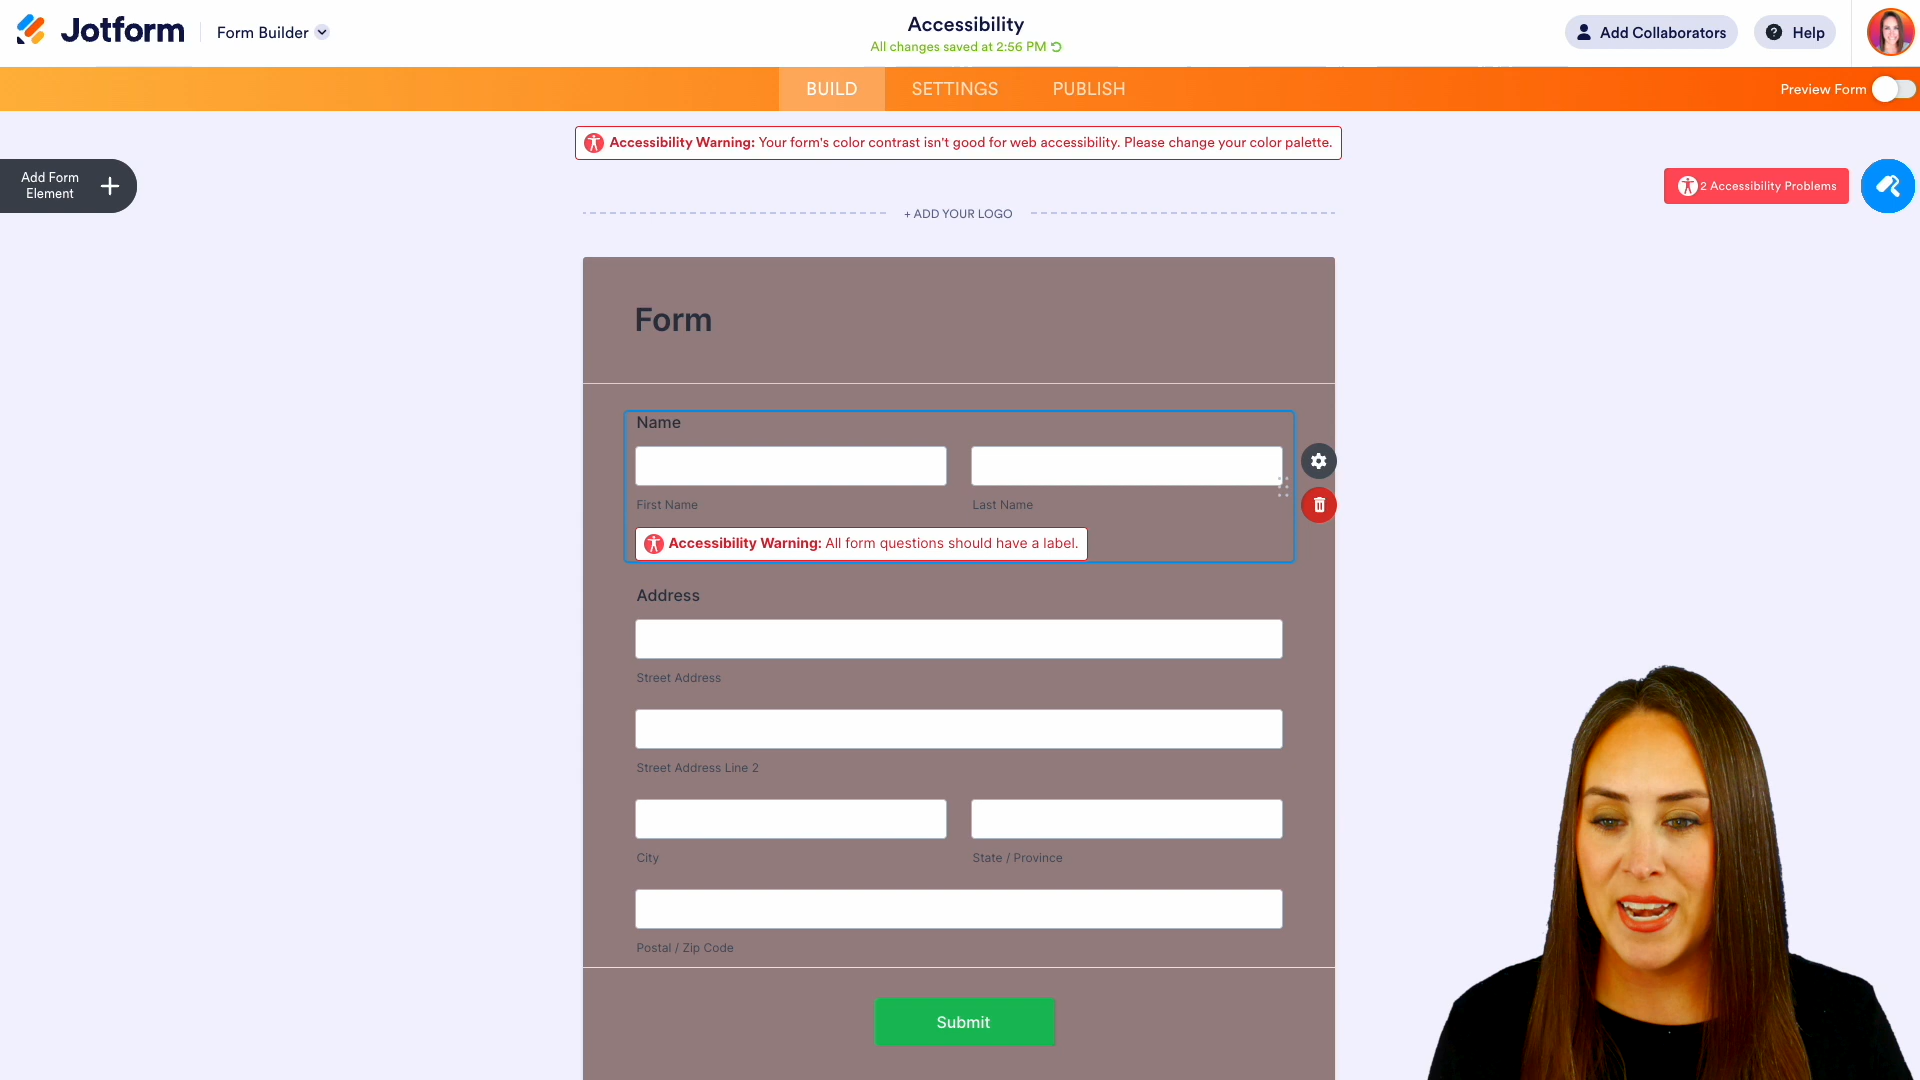 Jotform
Form Builder
Accessibility
All changes saved at 2:56 PM
Add Collaborators
Help
BUILD
SETTINGS
PUBLISH
Preview Form
Accessibility Warning: Your form's color contrast isn't good for web accessibility. Please change your color palette.
Add Form
Element
2 Accessibility Problems
+ ADD YOUR LOGO
Form
Name
First Name
Last Name
Accessibility Warning: All form questions should have a label.
Address
Street Address
Street Address Line 2
City
State / Province
Postal / Zip Code
Submit